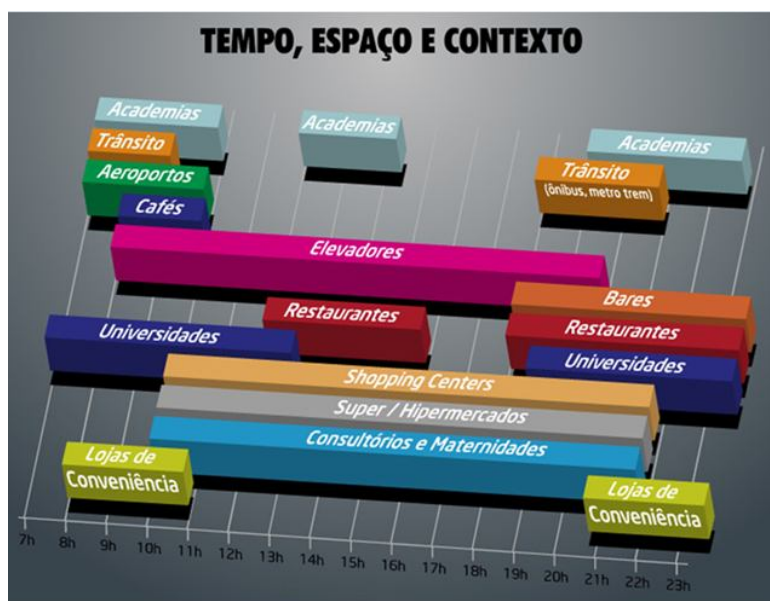 TEMPO, ESPAÇO E CONTEXTO
Academias
Academias
Academias
Trânsito
Trânsito
(ônibus, metro trem)
Aeroportos
Cafés
Elevadores
Bares
Restaurantes
Restaurantes
Universidades
Universidades
Shopping Centers
Super / Hipermercados
Consultórios e Maternidades
Lojas de
Conveniência
Lojas de
Conveniência
7h 8h 9h 10h 11h 12h 13h 14h 15h 16h 17h 18h 19h 20h 21h 22h 23h